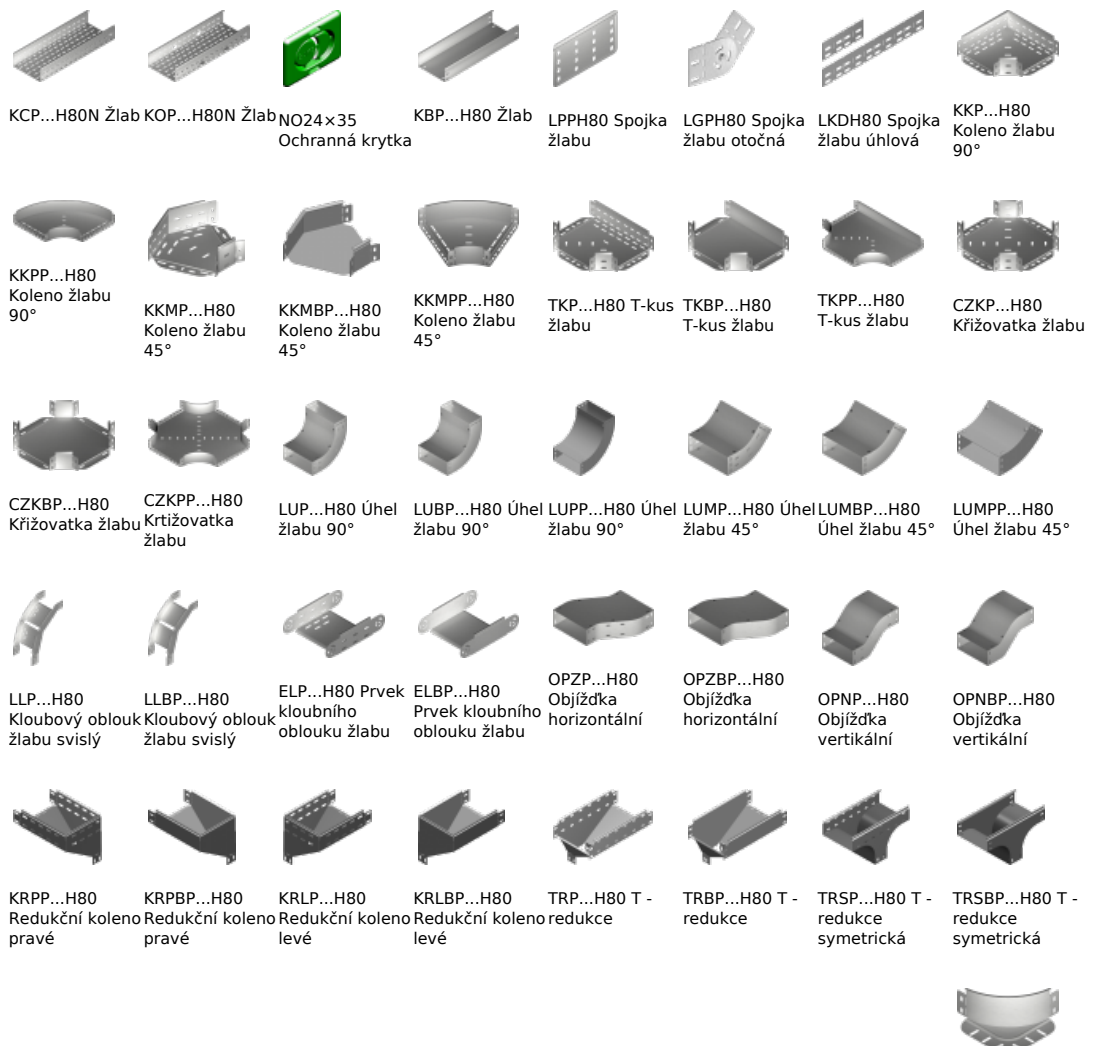 KCP...H80N Žlab
KOP...H80N Žlab
NO24×35
Ochranná krytka
KBP...H80 Žlab
LPPH80 Spojka
žlabu
LGPH80 Spojka
žlabu otočná
LKDH80 Spojka
žlabu úhlová
KKP...H80
Koleno žlabu
90°
KKPP...H80
Koleno žlabu
90°
KKMP...H80
Koleno žlabu
45°
KKMBP...H80
Koleno žlabu
45°
KKMPP...H80
Koleno žlabu
45°
TKP...H80 T-kus
žlabu
TKBP...H80
T-kus žlabu
TKPP...H80
T-kus žlabu
CZKP...H80
Křižovatka žlabu
CZKBP...H80
Křižovatka žlabu
CZKPP...H80
Krtižovatka
žlabu
LUP...H80 Úhel
žlabu 90°
LUBP...H80 Úhel
žlabu 90°
LUPP...H80 Úhel
žlabu 90°
LUMP...H80 Úhel
žlabu 45°
LUMBP...H80
Úhel žlabu 45°
LUMPP...H80
Úhel žlabu 45°
LLP...H80
Kloubový oblouk
žlabu svislý
LLBP...H80
Kloubový oblouk
žlabu svislý
ELP...H80 Prvek
kloubního
oblouku žlabu
ELBP...H80
Prvek kloubního
oblouku žlabu
OPZP...H80
Objížďka
horizontální
OPZBP...H80
Objížďka
horizontální
OPNP...H80
Objížďka
vertikální
OPNBP...H80
Objížďka
vertikální
KRPP...H80
Redukční koleno
pravé
KRPBP...H80
Redukční koleno
pravé
KRLP...H80
Redukční koleno
levé
KRLBP...H80
Redukční koleno
levé
TRP...H80 T -
redukce
TRBP...H80 T -
redukce
TRSP...H80 T -
redukce
symetrická
TRSBP...H80 T -
redukce
symetrická